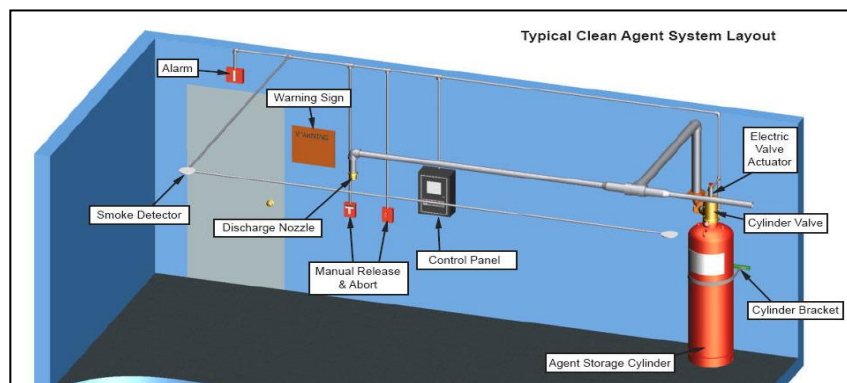 Typical Clean Agent System Layout
Alarm
Warning Sign
WARNING
Electric
Valve
Actuator
Smoke Detector
Discharge Nozzle
Cylinder Valve
Manual Release
& Abort
Control Panel
Cylinder Bracket
Agent Storage Cylinder